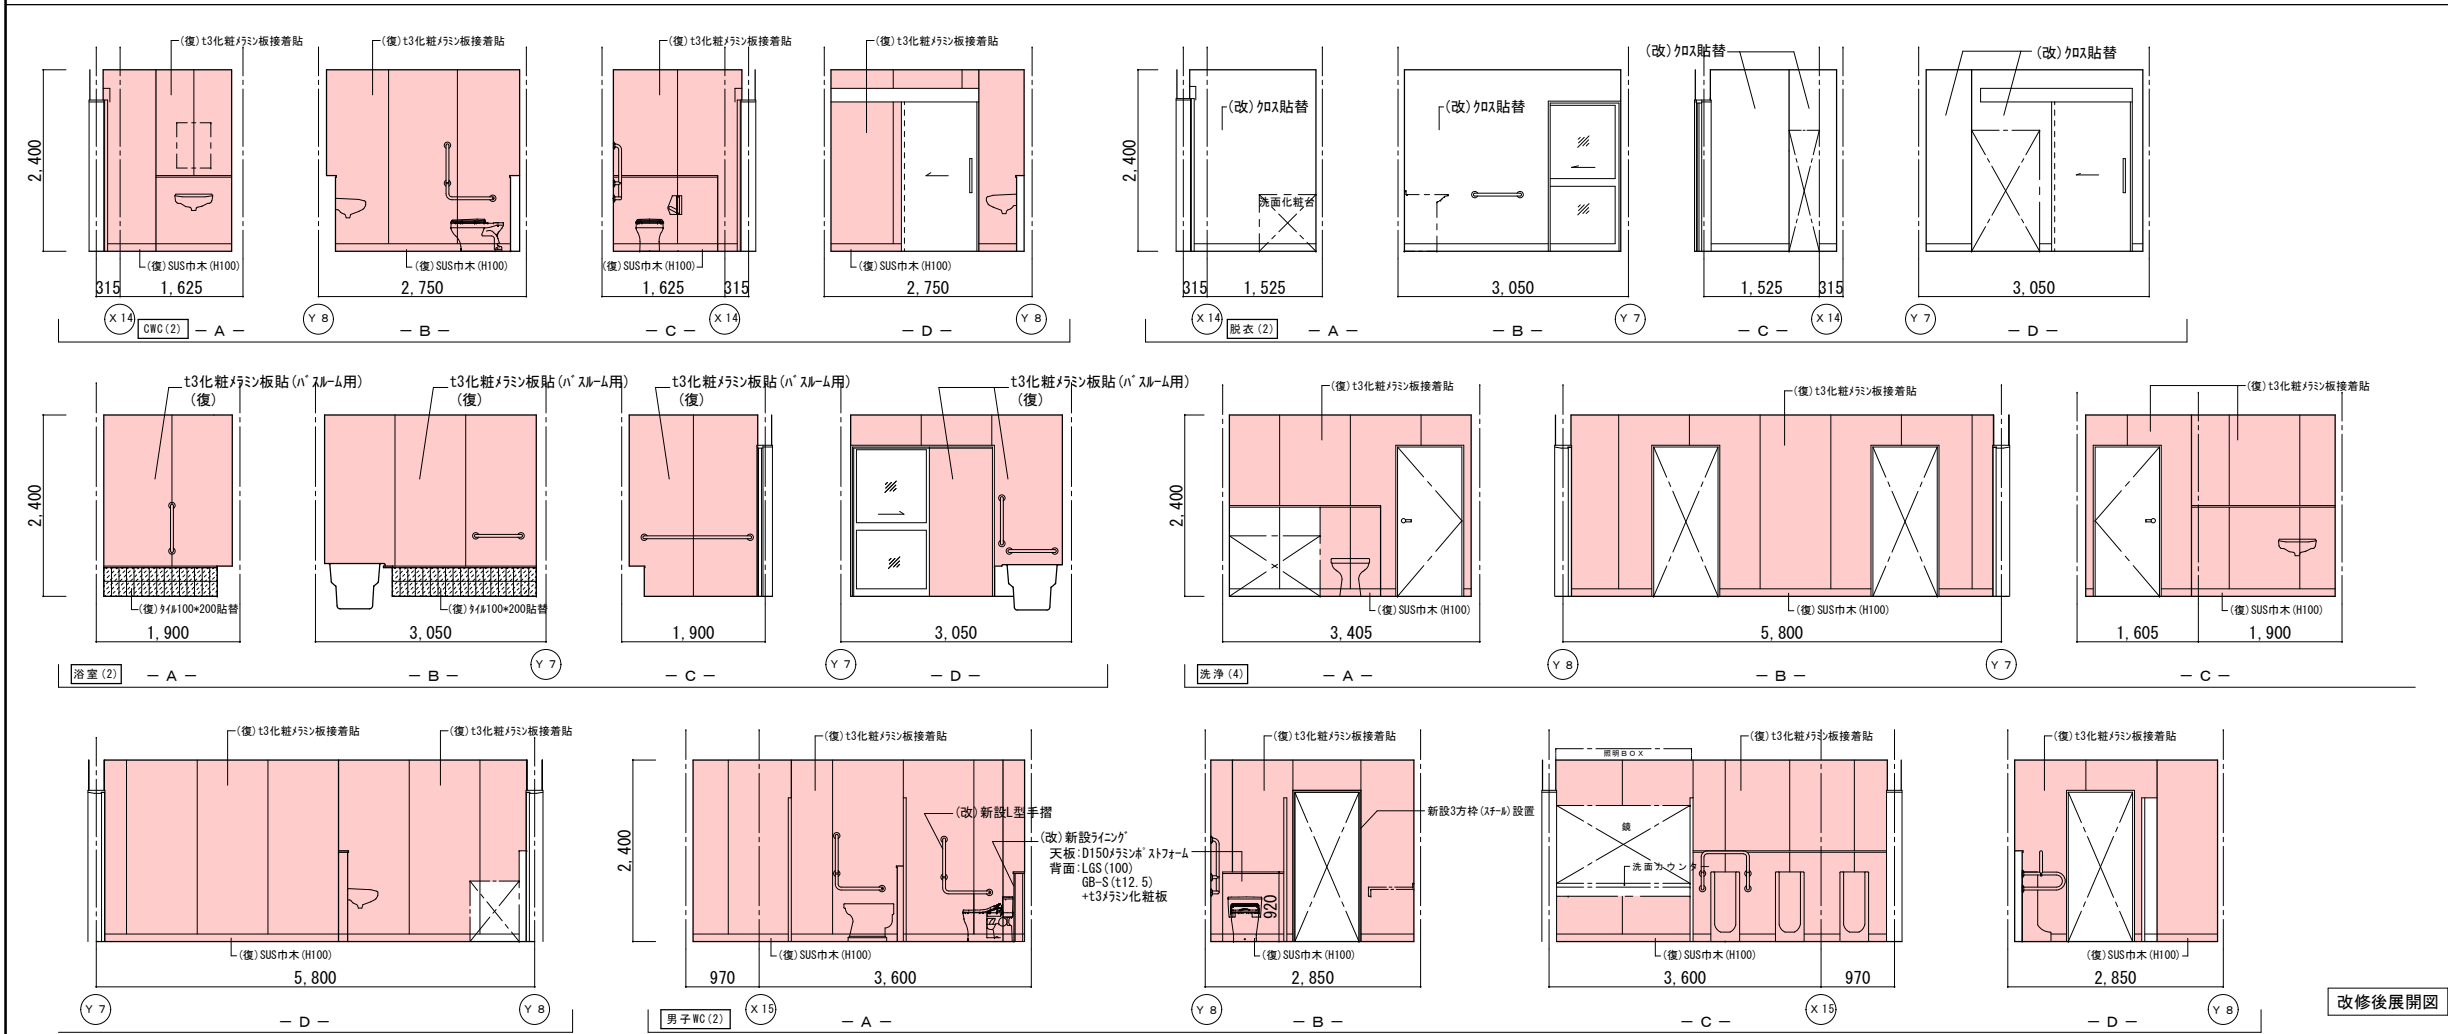 (復)t3化粧メラミン板接着貼
(復)t3化粧メラミン板接着貼
(復)t3化粧メラミン板接着貼
(復)t3化粧メラミン板接着貼
2,400
(復)SUS巾木(H100)
(復)SUS巾木(H100)
(復)SUS巾木(H100)
(復)SUS巾木(H100)
315
1,625
2,750
1,625
315
2,750
X14
Y8
X14
Y8
CWC(2)
－A－
－B－
－C－
－D－
(改)クロス貼替
(改)クロス貼替
(改)クロス貼替
(改)クロス貼替
2,400
洗面化粧台
315
1,525
3,050
1,525
315
3,050
X14
Y7
X14
Y7
脱衣(2)
－A－
－B－
－C－
－D－
t3化粧メラミン板貼(バスルーム用)
(復)
t3化粧メラミン板貼(バスルーム用)
(復)
t3化粧メラミン板貼(バスルーム用)
(復)
t3化粧メラミン板貼(バスルーム用)
(復)
2,400
(復)タイル100*200貼替
(復)タイル100*200貼替
1,900
3,050
1,900
3,050
Y7
Y7
浴室(2)
－A－
－B－
－C－
－D－
(復)t3化粧メラミン板接着貼
(復)t3化粧メラミン板接着貼
(復)t3化粧メラミン板接着貼
2,400
(復)SUS巾木(H100)
(復)SUS巾木(H100)
(復)SUS巾木(H100)
3,405
5,800
1,605
1,900
Y8
Y7
洗浄(4)
－A－
－B－
－C－
(復)t3化粧メラミン板接着貼
(復)t3化粧メラミン板接着貼
(復)SUS巾木(H100)
5,800
Y7
Y8
－D－
(復)t3化粧メラミン板接着貼
2,400
(改)新設L型手摺
(改)新設ライニング
天板:D150メラミンポストフォーム
背面:LGS(100)
GB-S(t12.5)
+t3メラミン化粧板
(復)SUS巾木(H100)
970
3,600
X15
男子WC(2)
－A－
(復)t3化粧メラミン板接着貼
新設3方枠(スチール)設置
920
(復)SUS巾木(H100)
2,850
Y8
－B－
(復)t3化粧メラミン板接着貼
照明BOX
鏡
洗面カウンター
(復)SUS巾木(H100)
3,600
970
X15
－C－
(復)t3化粧メラミン板接着貼
(復)SUS巾木(H100)
2,850
Y8
－D－
改修後展開図